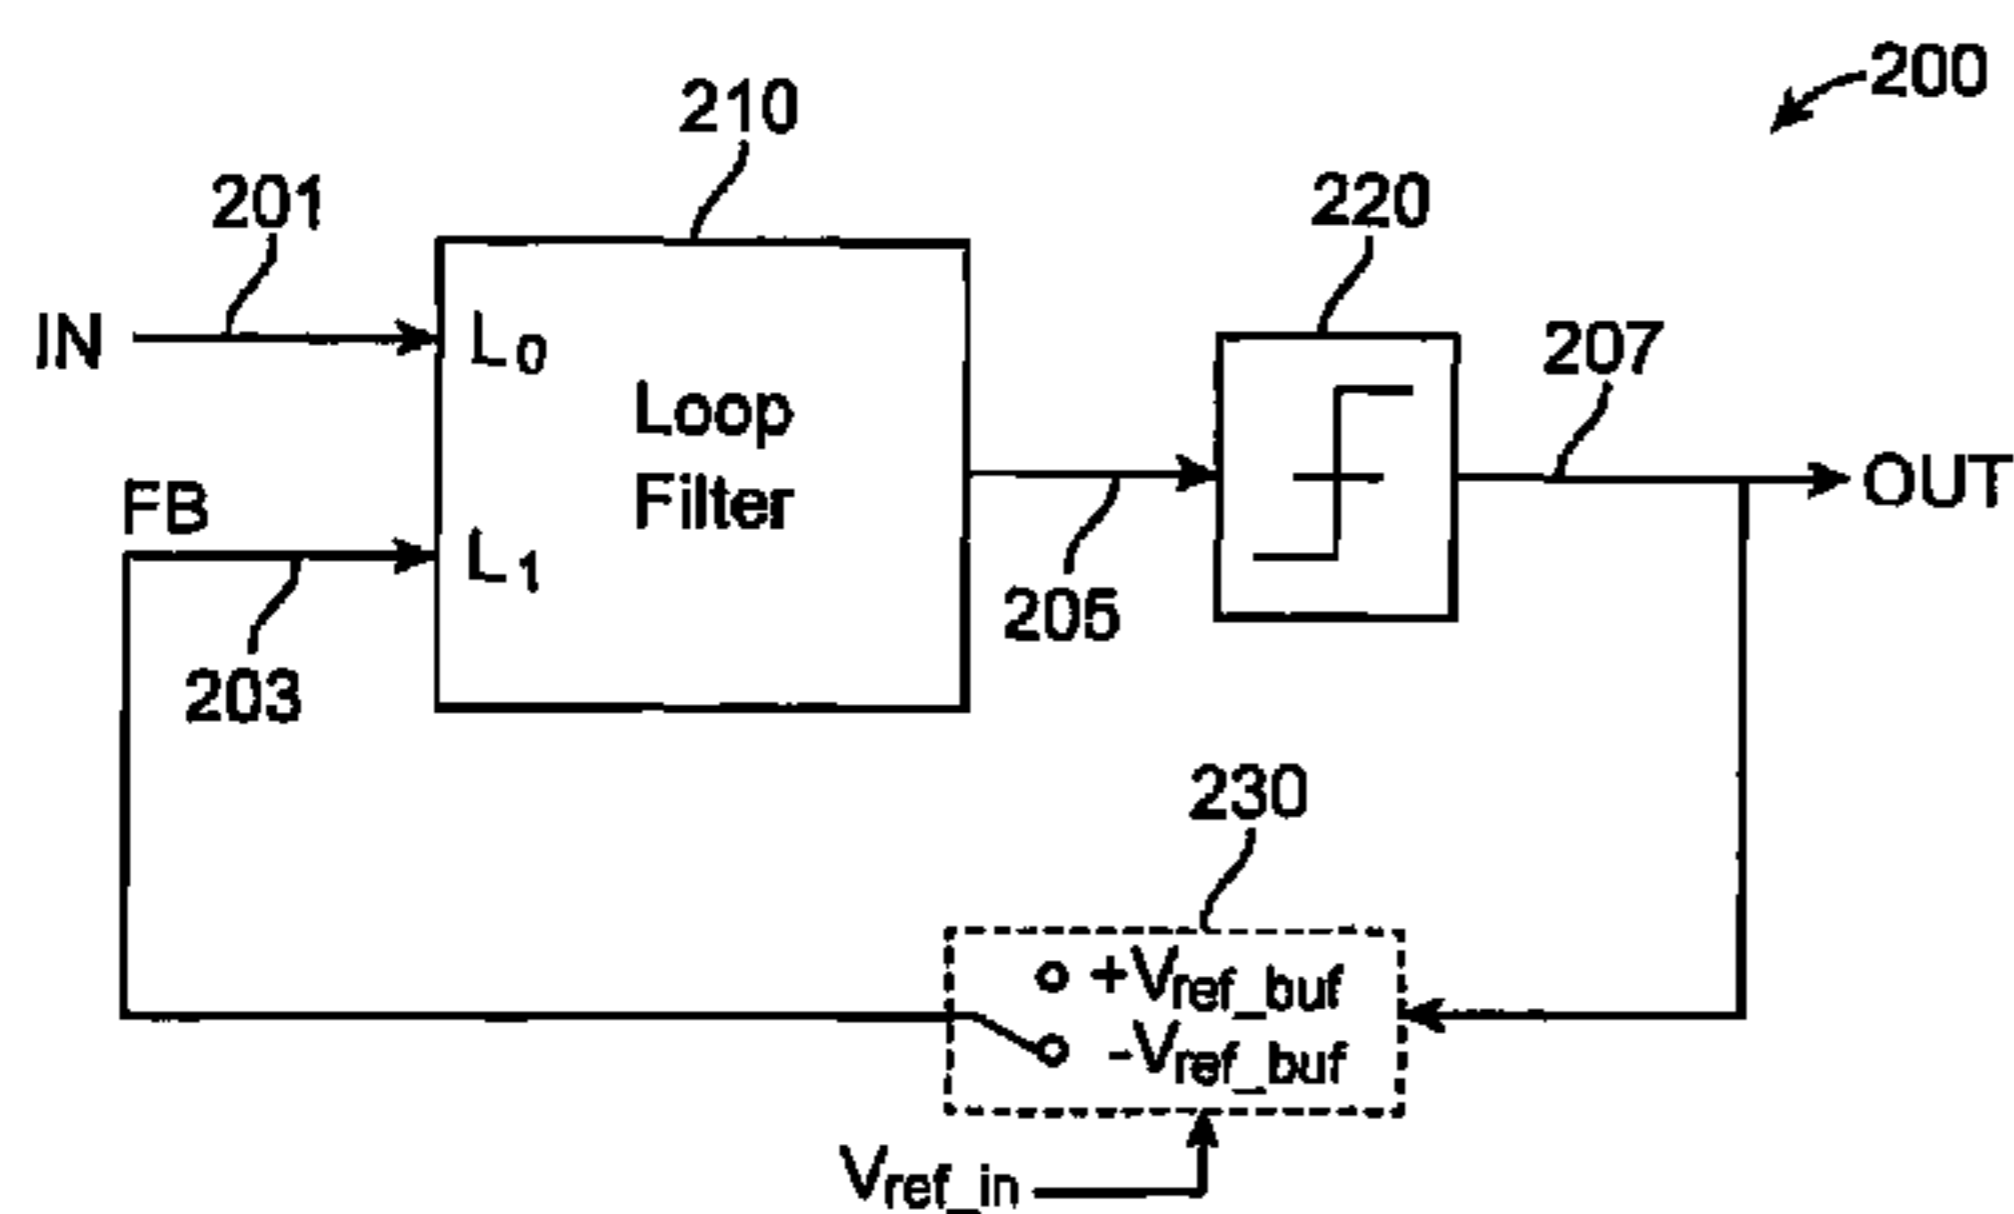 200
210
201
220
IN
L0
207
Loop
Filter
OUT
FB
L1
205
203
230
+Vref_buf
-Vref_buf
Vref_in